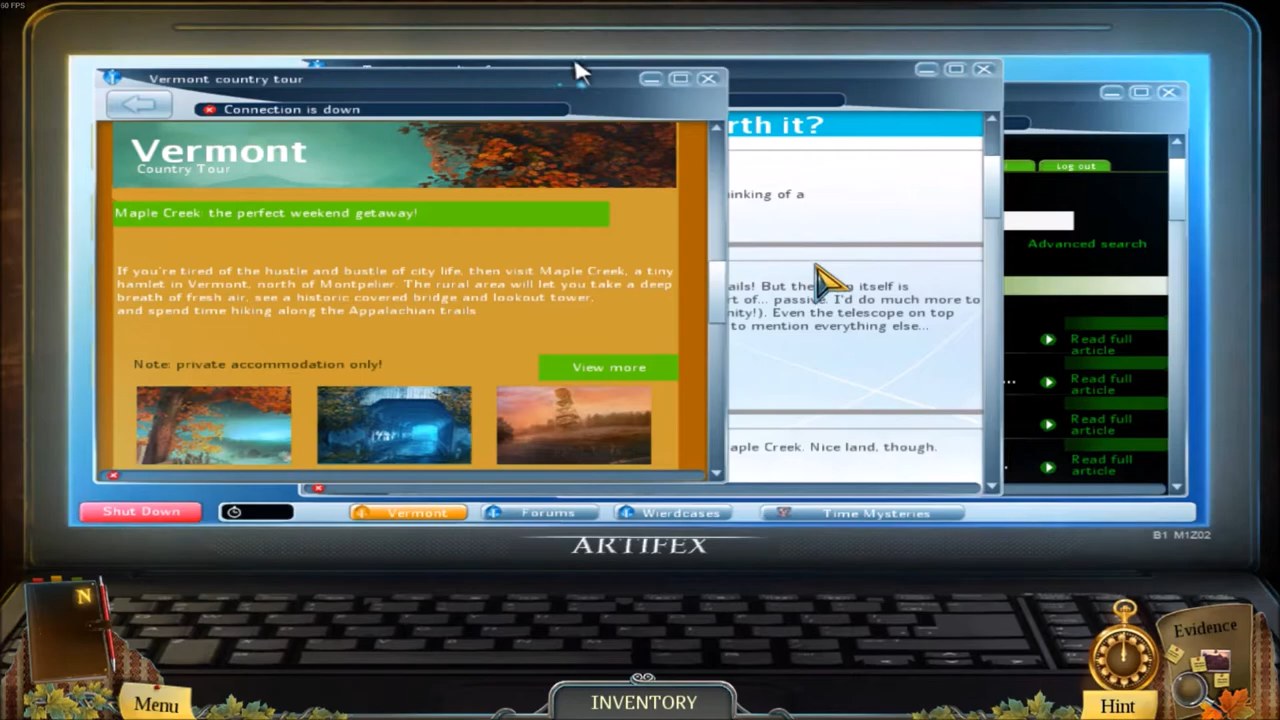 60 FPS
Vermont country tour
Connection is down
Vermont
Country Tour
Maple Creek: the perfect weekend getaway!
If you're tired of the hustle and bustle of city life, then visit Maple Creek, a tiny
hamlet in Vermont, north of Montpelier. The rural area will let you take a deep
breath of fresh air, see a historic covered bridge and lookout tower,
and spend time hiking along the Appalachian trails
Note: private accommodation only!
View more
rth it?
inking of a
ails! But the itself is
rt of... passive. I'd do much more to
nity!). Even the telescope on top
to mention everything else...
aple Creek. Nice land, though.
Log out
Advanced search
Read full
article
Read full
article
Read full
article
Read full
article
Shut Down
Vermont
Forums
Wierdcases
Time Mysteries
B1 M1Z02
ARTIFEX
N
Evidence
Menu
INVENTORY
Hint